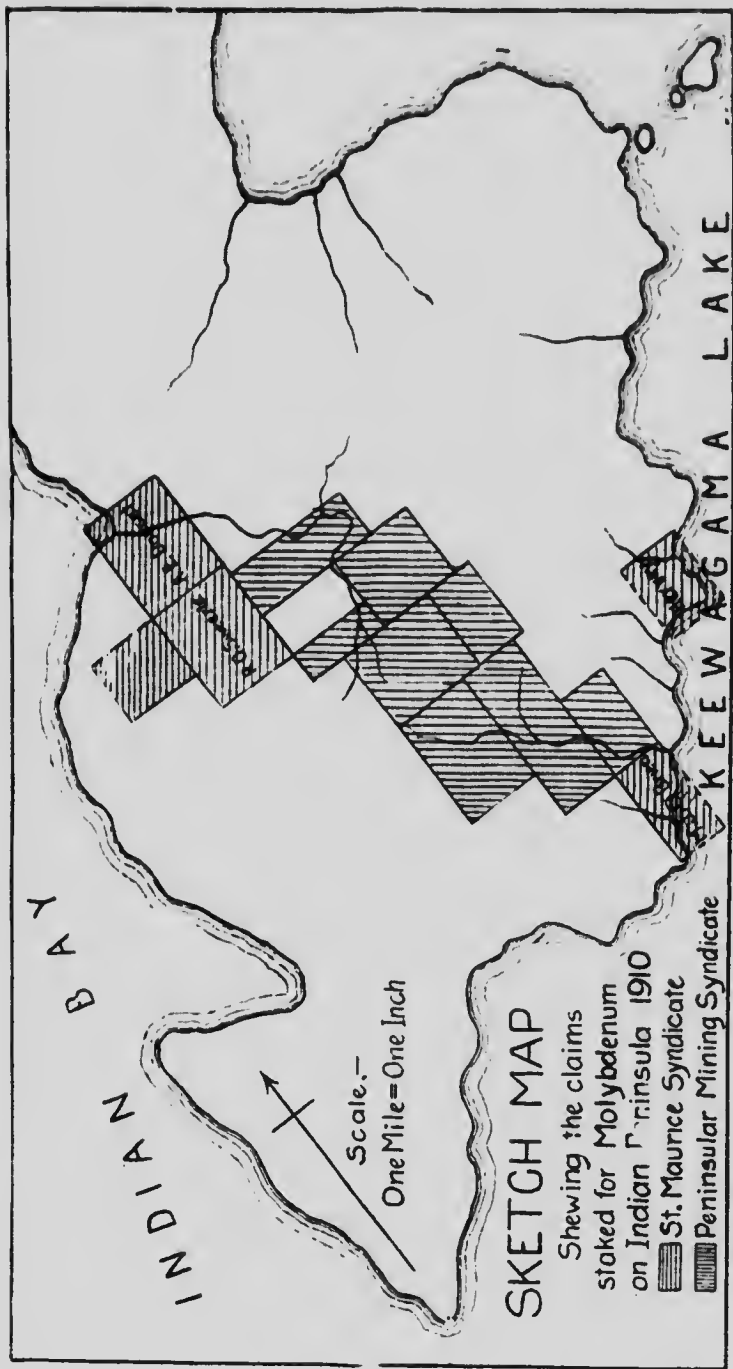 INDIAN BAY
Scale.-
One Mile=One Inch
SKETCH MAP
Shewing the claims
staked for Molybdenum
on Indian Peninsula 1910
St. Maurice Syndicate
Peninsular Mining Syndicate
KEEWAGAMA LAKE